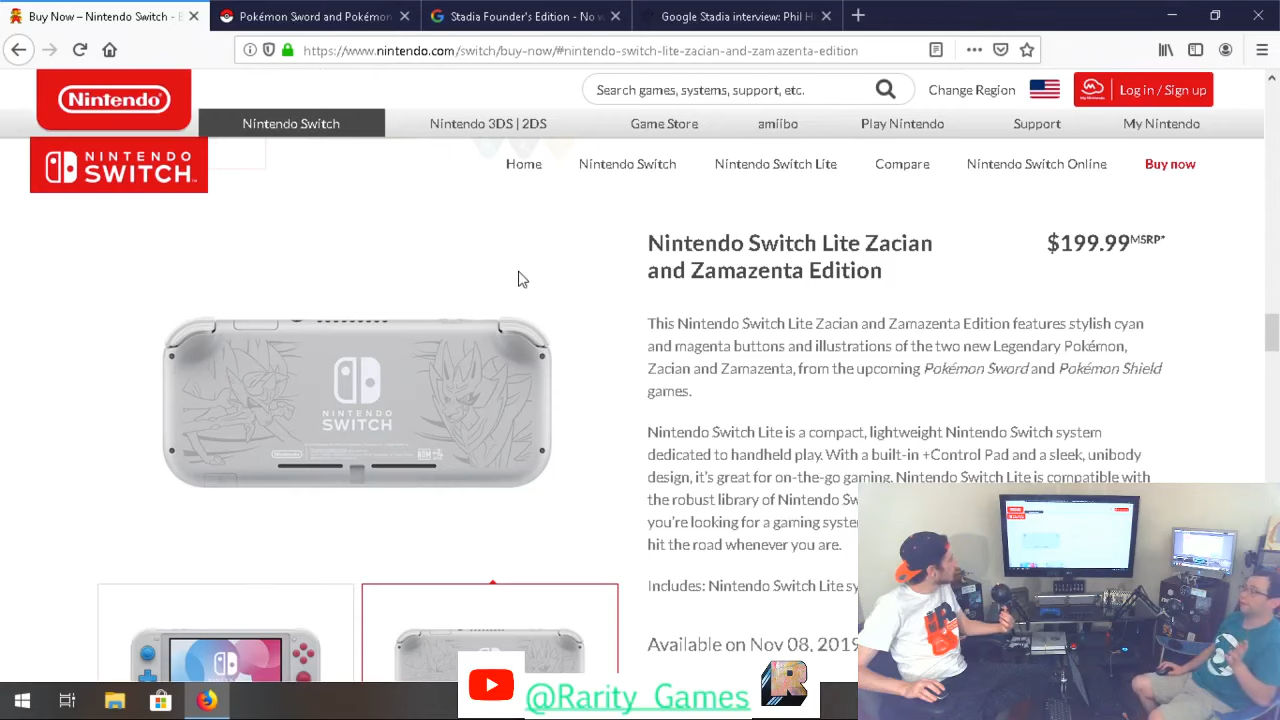 Buy Now – Nintendo Switch - B
Pokémon Sword and Pokémon
Stadia Founder's Edition - No w
Google Stadia interview: Phil H
https://www.nintendo.com/switch/buy-now/#nintendo-switch-lite-zacian-and-zamazenta-edition
Nintendo
Search games, systems, support, etc.
Change Region
Log in / Sign up
Nintendo Switch
Nintendo 3DS | 2DS
Game Store
amiibo
Play Nintendo
Support
My Nintendo
NINTENDO
SWITCH
Home
Nintendo Switch
Nintendo Switch Lite
Compare
Nintendo Switch Online
Buy now
Nintendo Switch Lite Zacian
and Zamazenta Edition
$199.99 MSRP*
This Nintendo Switch Lite Zacian and Zamazenta Edition features stylish cyan
and magenta buttons and illustrations of the two new Legendary Pokémon,
Zacian and Zamazenta, from the upcoming Pokémon Sword and Pokémon Shield
games.
Nintendo Switch Lite is a compact, lightweight Nintendo Switch system
dedicated to handheld play. With a built-in +Control Pad and a sleek, unibody
design, it's great for on-the-go gaming. Nintendo Switch Lite is compatible with
the robust library of Nintendo Sw
you're looking for a gaming syste
hit the road whenever you are.
Includes: Nintendo Switch Lite sy
Available on Nov 08, 2019
NINTENDO
SWITCH
@Rarity_Games